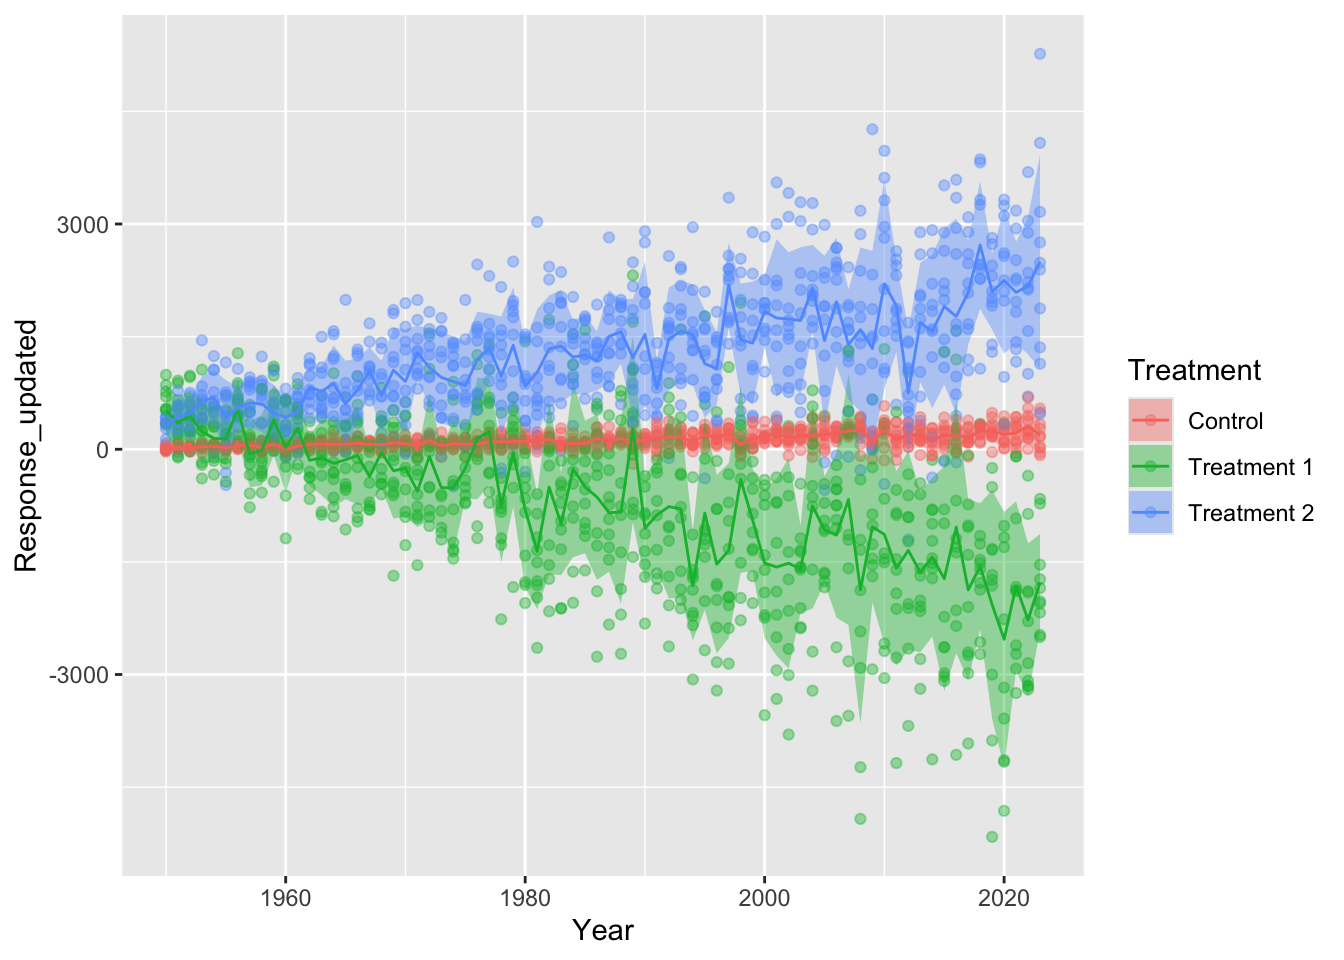 Response_updated
3000
0
-3000
1960 1980 2000 2020
Year
Treatment
Control
Treatment 1
Treatment 2